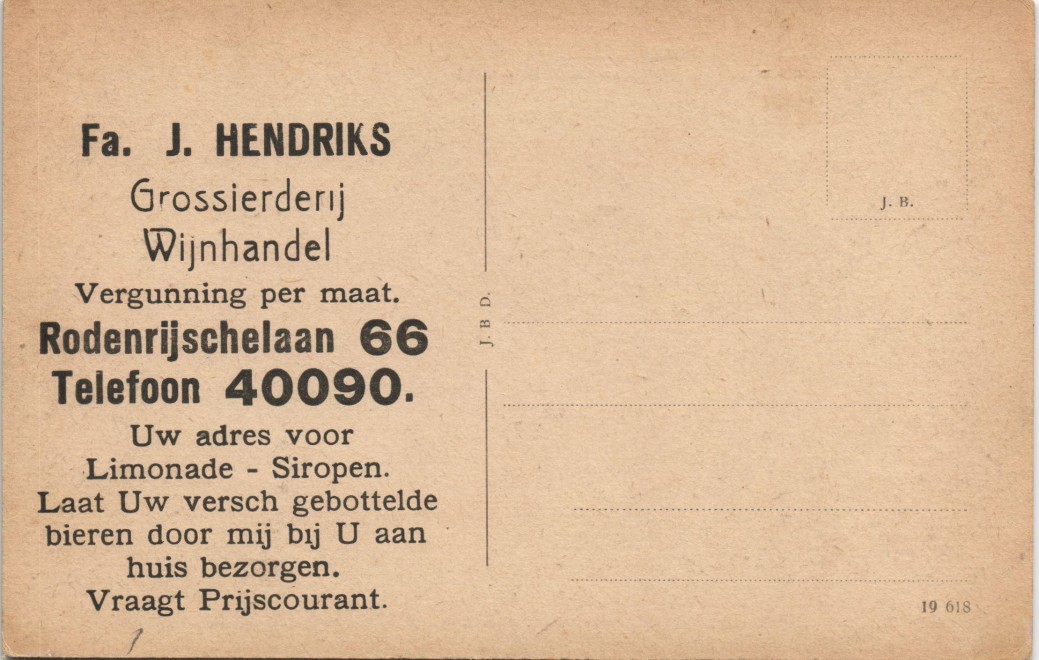 Fa. J. HENDRIKS
Grossierderij
Wijnhandel
Vergunning per maat.
Rodenrijschelaan 66
Telefoon 40090.
Uw adres voor
Limonade - Siropen.
Laat Uw versch gebottelde
bieren door mij bij U aan
huis bezorgen.
Vraagt Prijscourant.
J. B D.
J. B.
19 618